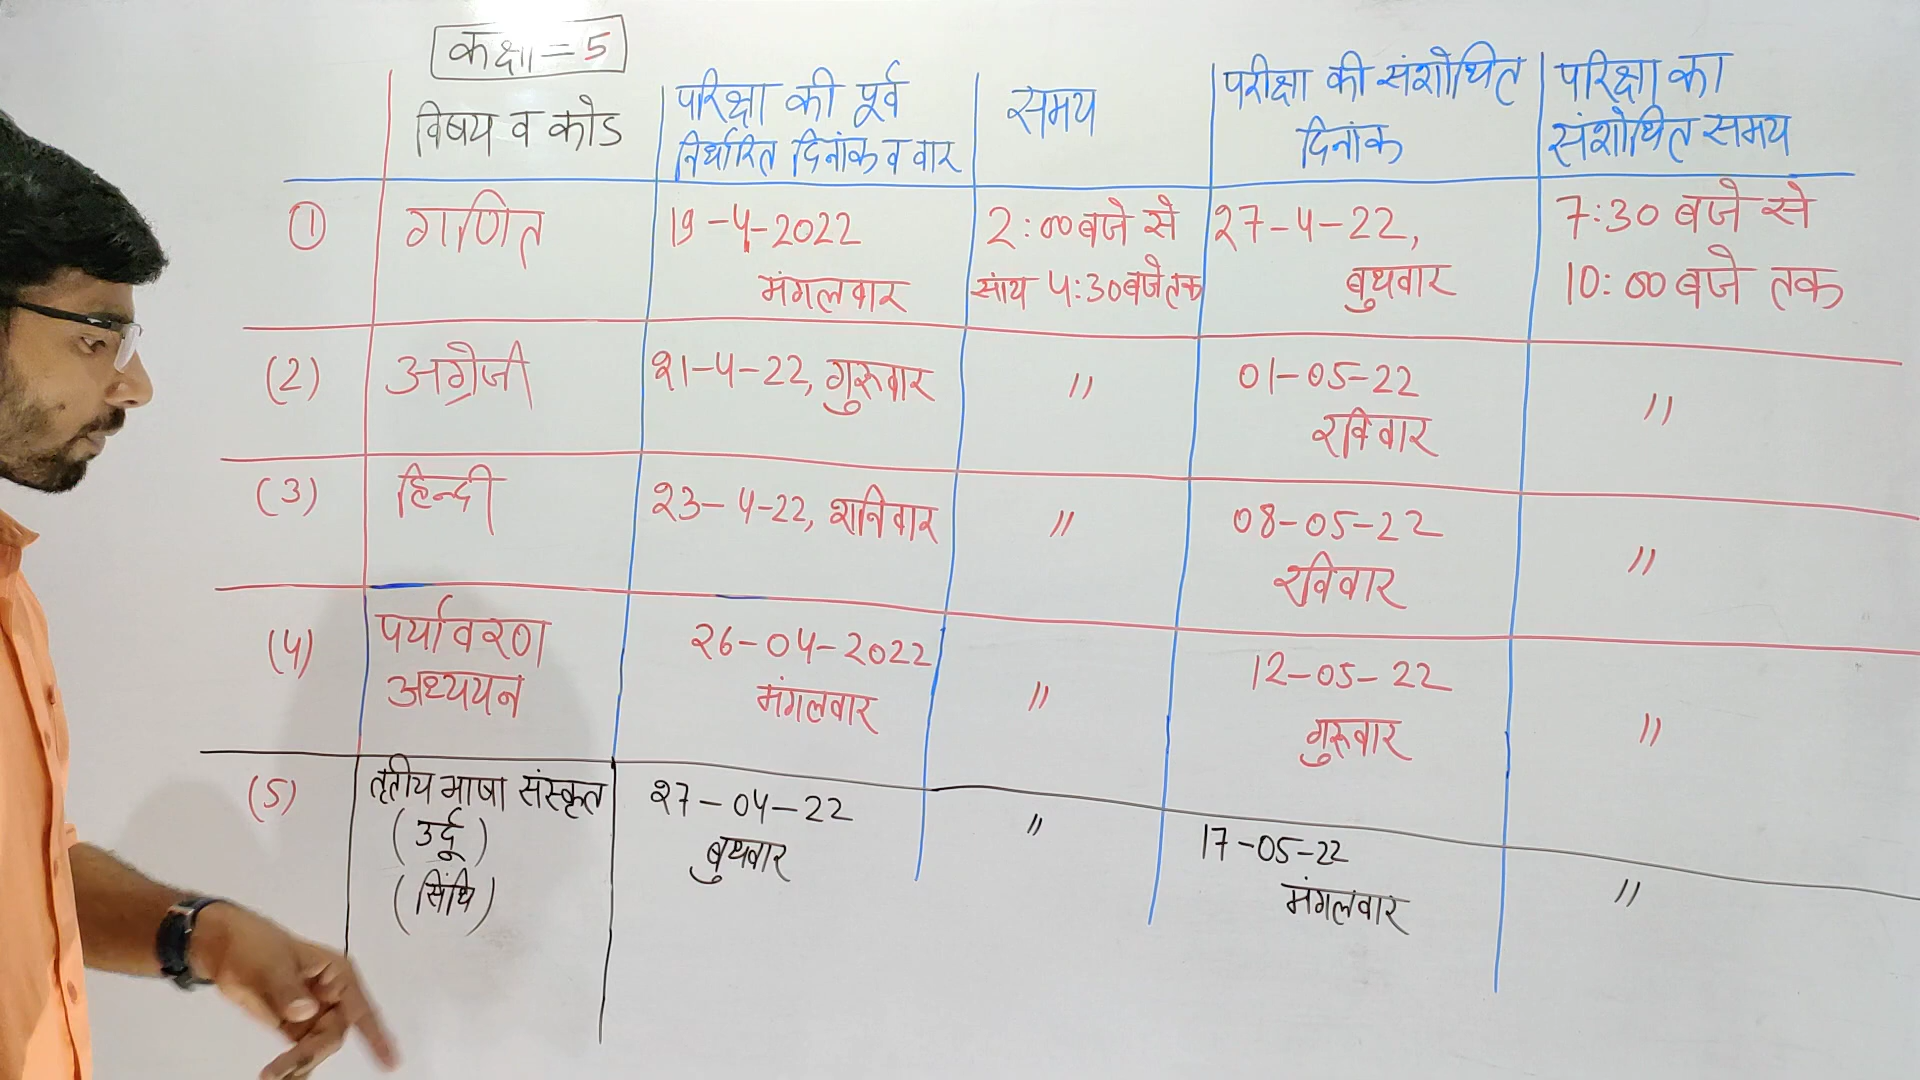 कक्षा = 5
विषय व कोड
परिक्षा की पूर्व
निर्धारित दिनांक व वार
समय
परीक्षा की संशोधित
दिनांक
परिक्षा का
संशोधित समय
① गणित
19-4-2022
मंगलवार
2:00 बजे से
सांय 4:30 बजे तक
27-4-22,
बुधवार
7:30 बजे से
10:00 बजे तक
(2) अग्रेजी
21-4-22, गुरूवार
"
01-05-22
रविवार
"
(3) हिन्दी
23-4-22, शनिवार
"
08-05-22
रविवार
"
(4) पर्यावरण
अध्ययन
26-04-2022
मंगलवार
"
12-05-22
गुरूवार
"
(5) तृतीय भाषा संस्कृत
(उर्दू)
(सिंधि)
27-04-22
बुधवार
"
17-05-22
मंगलवार
"